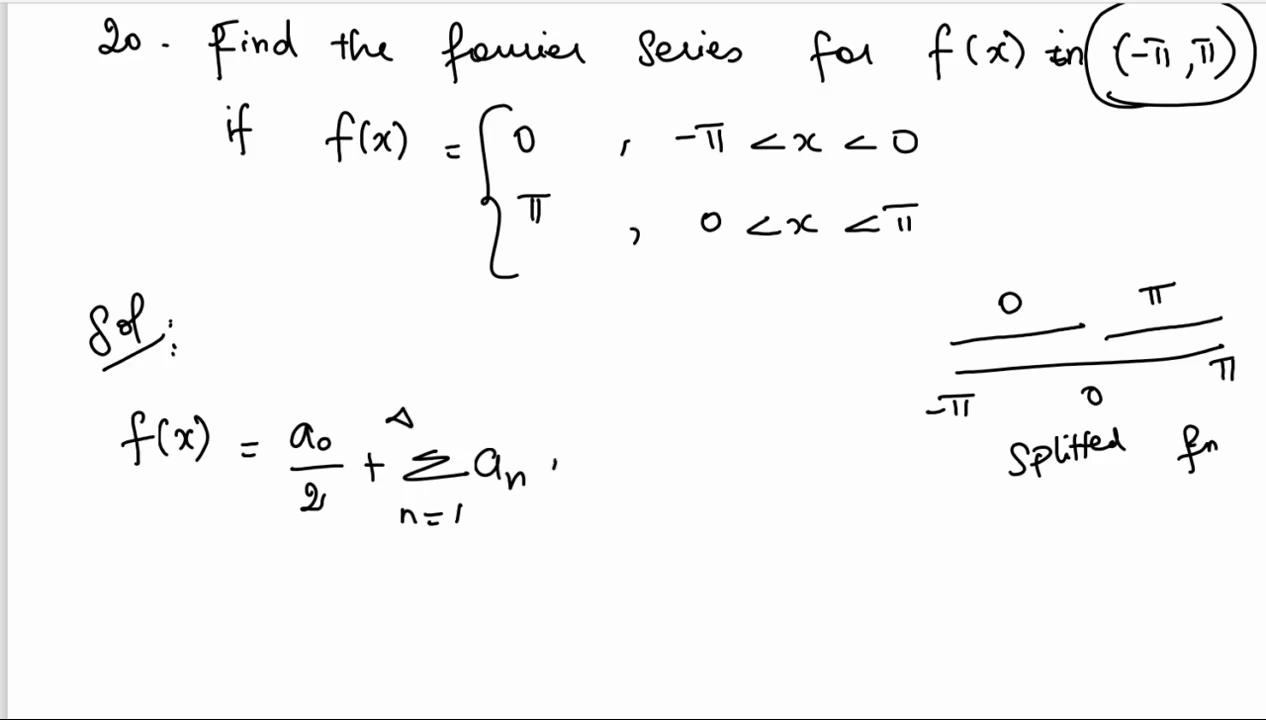 20. Find the fourier series for f(x) in (-π, π)
if f(x) = { 0 , -π < x < 0
π , 0 < x < π
Sol:
0 π
-π 0 π
Splitted fn
f(x) = a₀/2 + ∞ Σ n=1 aₙ .